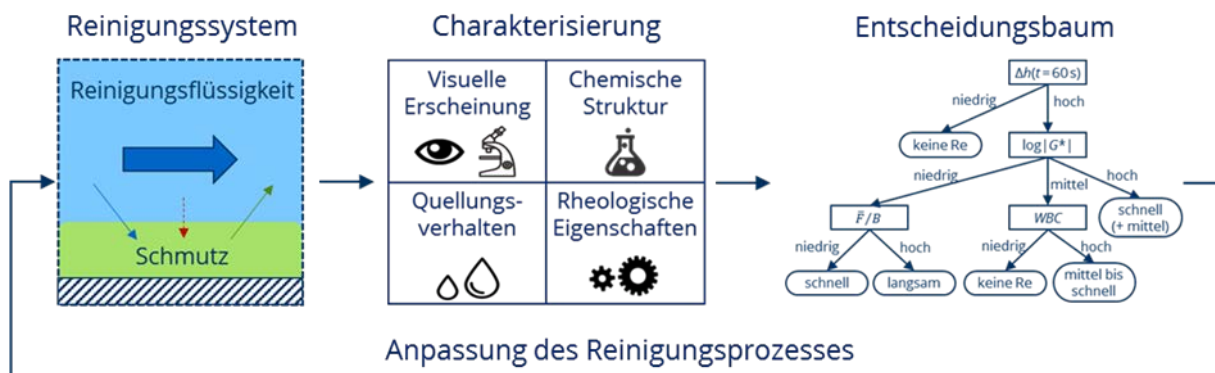 Reinigungssystem
Charakterisierung
Entscheidungsbaum
Reinigungsflüssigkeit
Schmutz
Visuelle
Erscheinung
Chemische
Struktur
Quellungs-
verhalten
Rheologische
Eigenschaften
Δh(t = 60 s)
niedrig
hoch
keine Re
log|G*|
niedrig
mittel
hoch
F̄/B
WBC
schnell
(+ mittel)
niedrig
hoch
niedrig
hoch
schnell
langsam
keine Re
mittel bis
schnell
Anpassung des Reinigungsprozesses